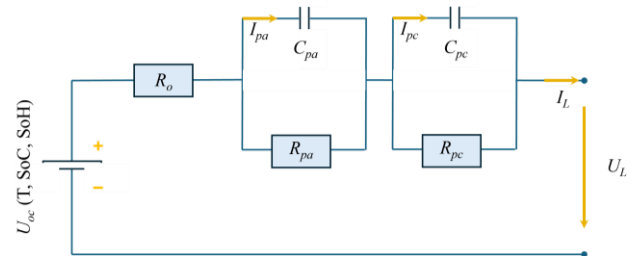 I_pa
C_pa
I_pc
C_pc
R_o
I_L
R_pa
R_pc
U_oc (T, SoC, SoH)
+
−
U_L